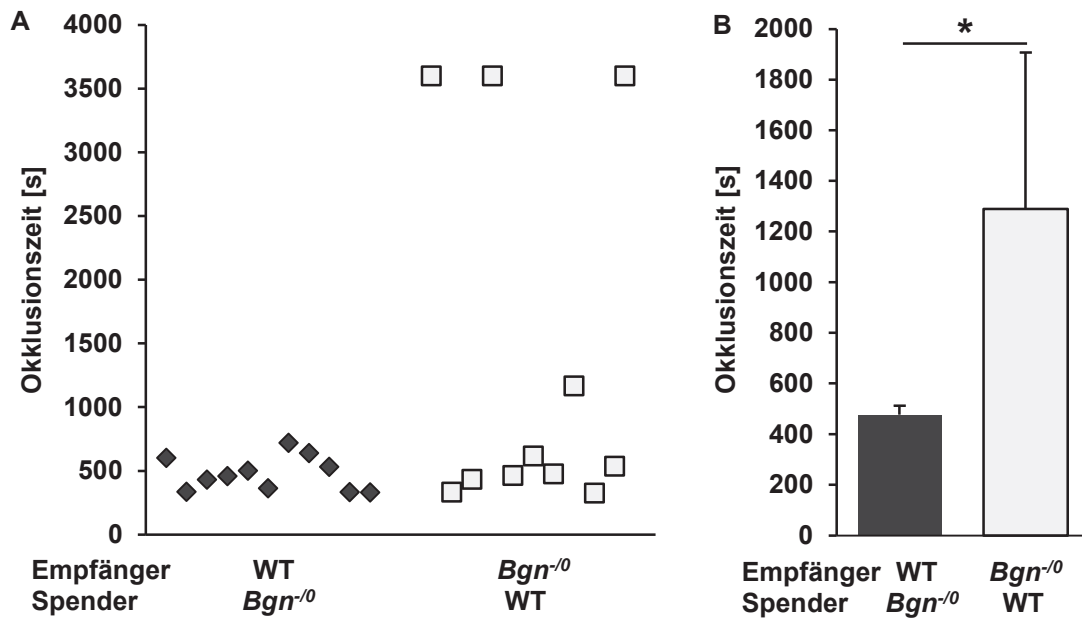 A
Okklusionszeit [s]
4000
3500
3000
2500
2000
1500
1000
500
0
Empfänger WT Bgn-/0
Spender Bgn-/0 WT
B
*
Okklusionszeit [s]
2000
1800
1600
1400
1200
1000
800
600
400
200
0
Empfänger WT Bgn-/0
Spender Bgn-/0 WT